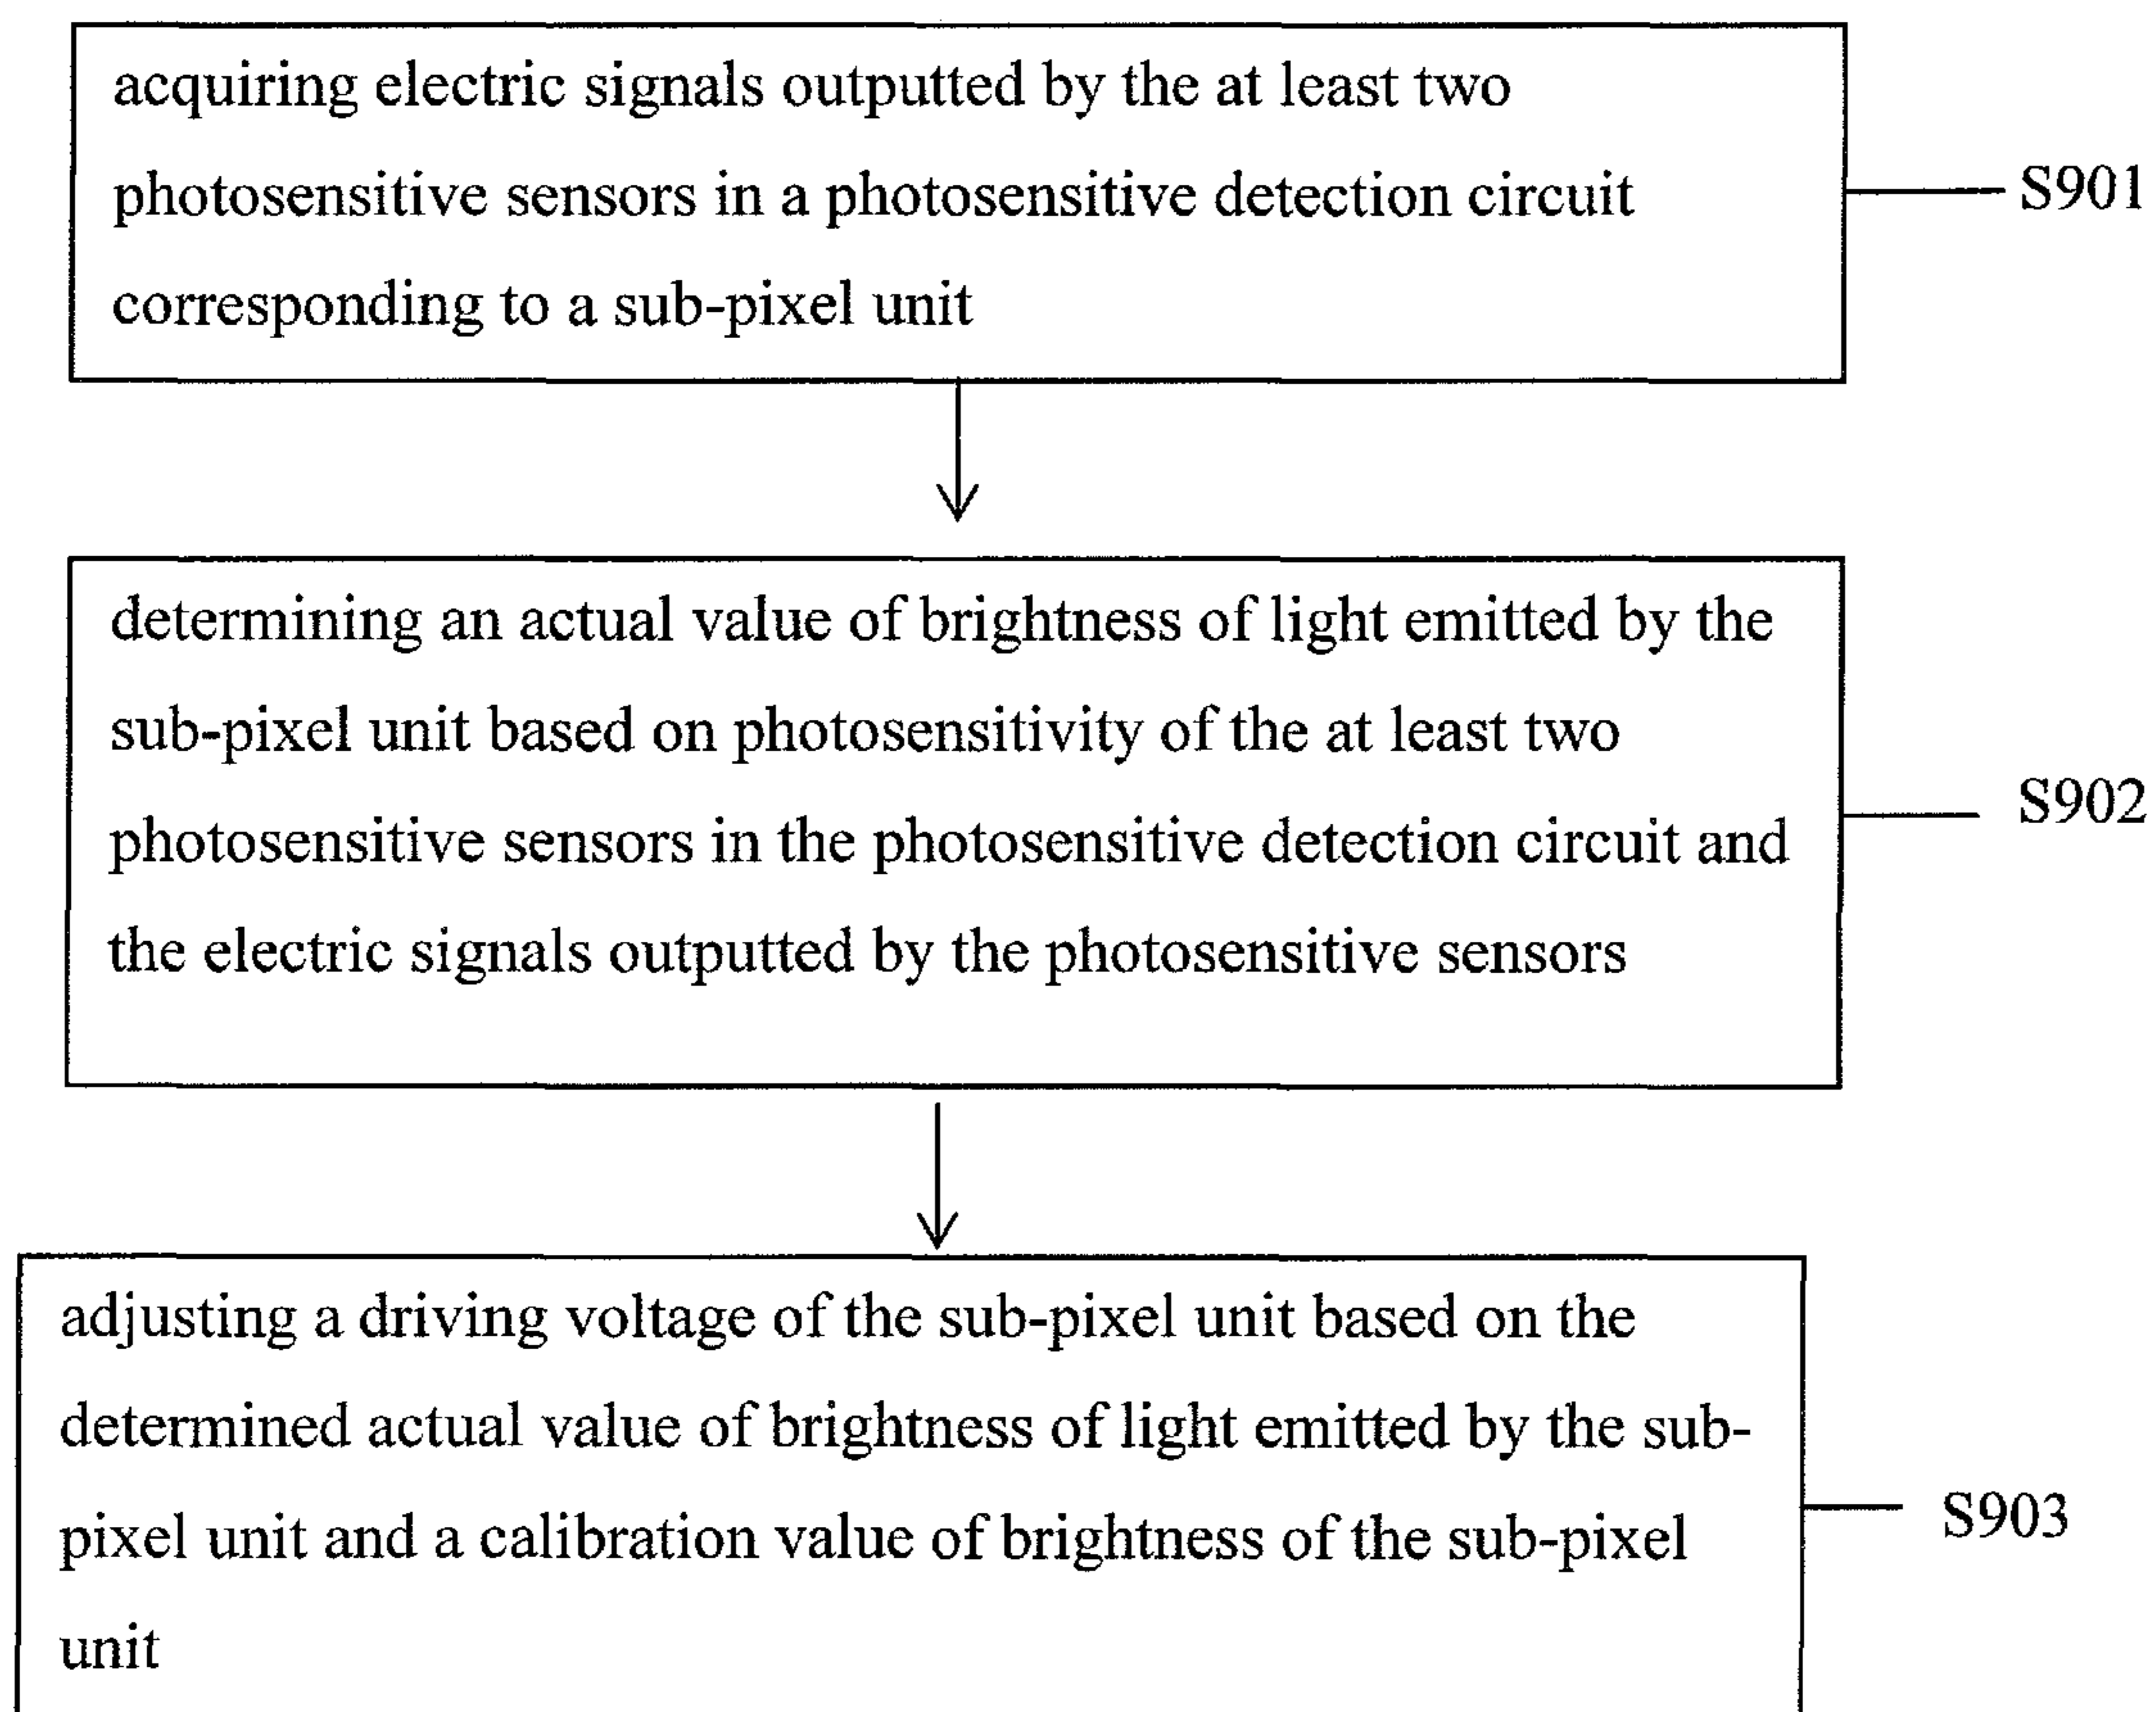 acquiring electric signals outputted by the at least two
photosensitive sensors in a photosensitive detection circuit
corresponding to a sub-pixel unit
S901
determining an actual value of brightness of light emitted by the
sub-pixel unit based on photosensitivity of the at least two
photosensitive sensors in the photosensitive detection circuit and
the electric signals outputted by the photosensitive sensors
S902
adjusting a driving voltage of the sub-pixel unit based on the
determined actual value of brightness of light emitted by the sub-
pixel unit and a calibration value of brightness of the sub-pixel
unit
S903